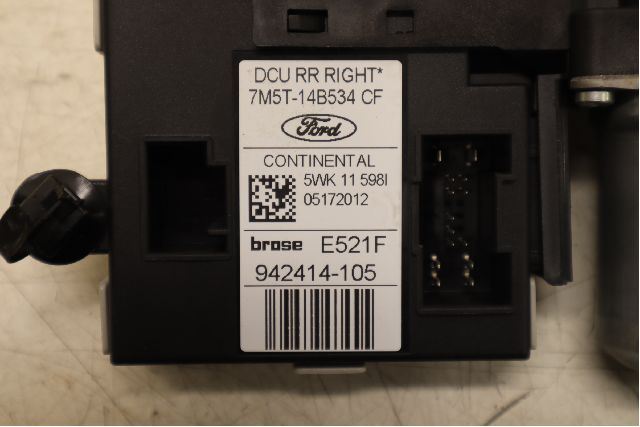 DCU RR RIGHT*
7M5T-14B534 CF
Ford
CONTINENTAL
5WK 11 598I
05172012
brose E521F
942414-105